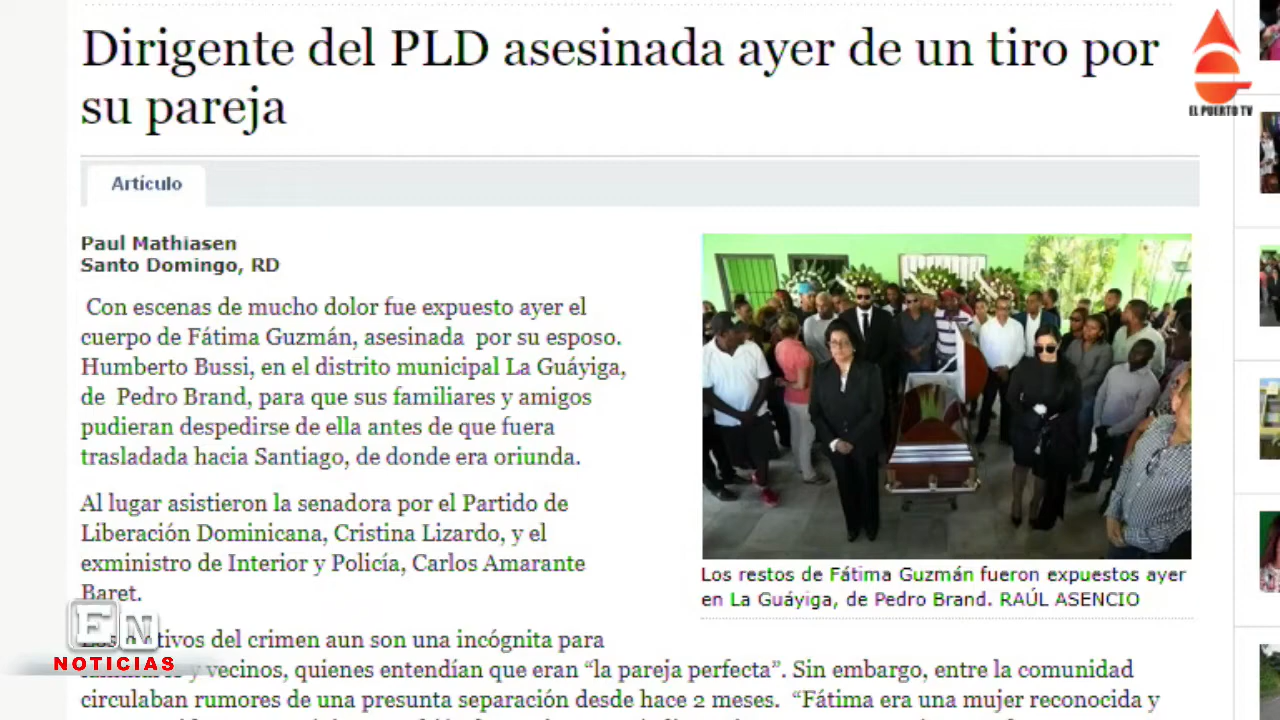 Dirigente del PLD asesinada ayer de un tiro por
su pareja
EL PUERTO TV
Artículo
Paul Mathiasen
Santo Domingo, RD
Con escenas de mucho dolor fue expuesto ayer el
cuerpo de Fátima Guzmán, asesinada por su esposo.
Humberto Bussi, en el distrito municipal La Guáyiga,
de Pedro Brand, para que sus familiares y amigos
pudieran despedirse de ella antes de que fuera
trasladada hacia Santiago, de donde era oriunda.
Al lugar asistieron la senadora por el Partido de
Liberación Dominicana, Cristina Lizardo, y el
exministro de Interior y Policía, Carlos Amarante
Baret.
Los restos de Fátima Guzmán fueron expuestos ayer
en La Guáyiga, de Pedro Brand. RAÚL ASENCIO
del crimen aun son una incógnita para
y vecinos, quienes entendían que eran “la pareja perfecta”. Sin embargo, entre la comunidad
circulaban rumores de una presunta separación desde hace 2 meses. “Fátima era una mujer reconocida y
EN
NOTICIAS